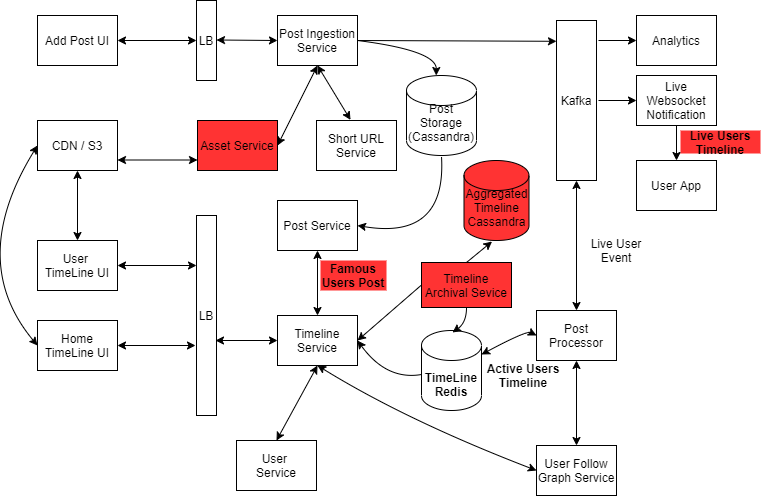 Add Post UI
LB
Post Ingestion
Service
Kafka
Analytics
Live
Websocket
Notification
Live Users
Timeline
User App
Post
Storage
(Cassandra)
CDN / S3
Asset Service
Short URL
Service
Aggregated
Timeline
Cassandra
Post Service
Live User
Event
User
TimeLine UI
Famous
Users Post
Timeline
Archival Sevice
LB
Home
TimeLine UI
Timeline
Service
TimeLine
Redis
Active Users
Timeline
Post
Processor
User
Service
User Follow
Graph Service